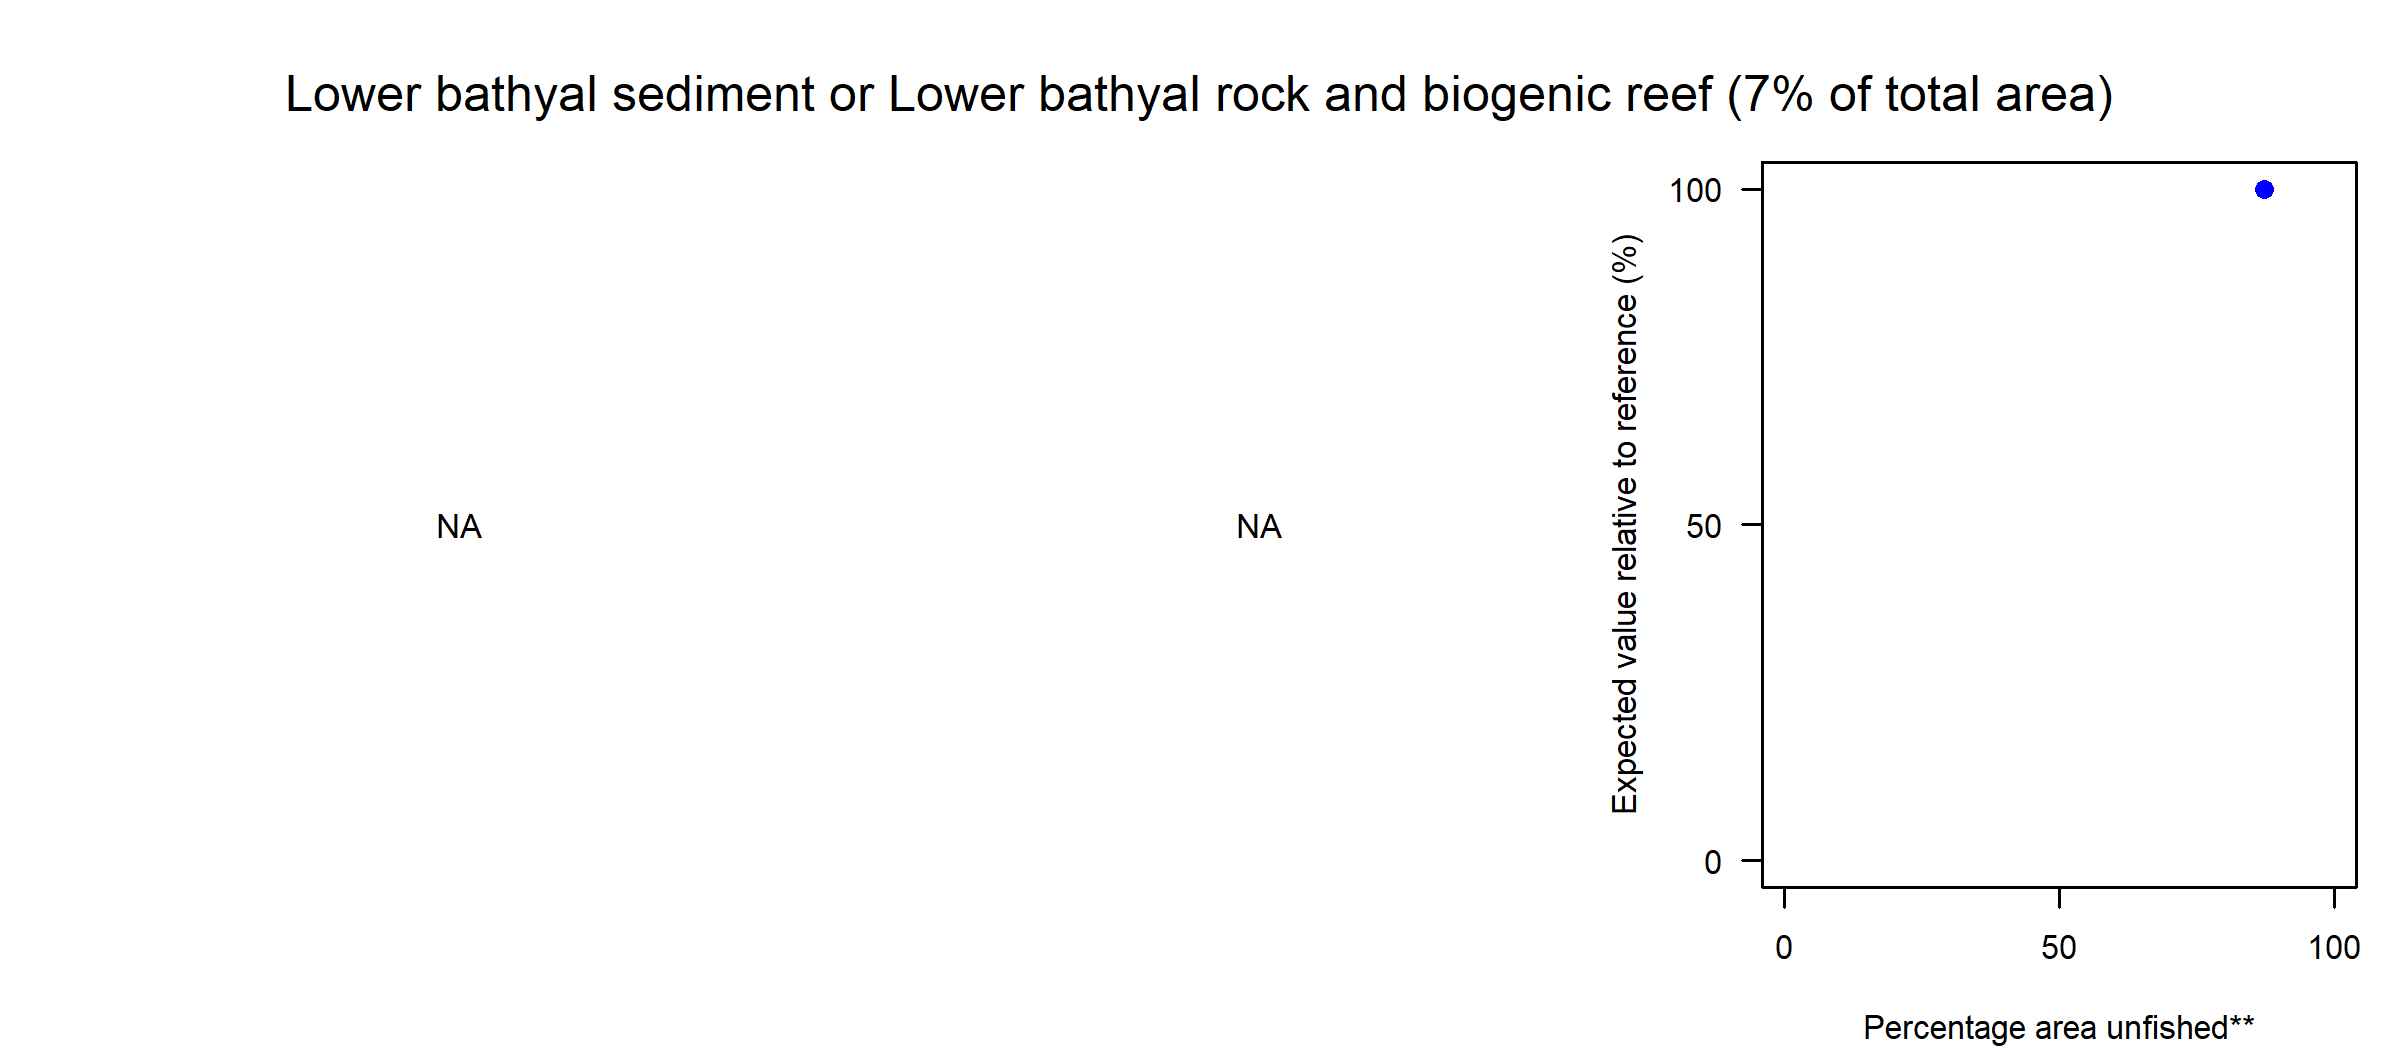 Lower bathyal sediment or Lower bathyal rock and biogenic reef (7% of total area)
NA
NA
Expected value relative to reference (%)
100
50
0
0
50
100
Percentage area unfished**